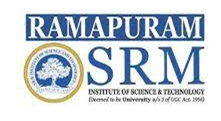 RAMAPURAM
SRM
INSTITUTE OF SCIENCE & TECHNOLOGY
(Deemed to be University u/s 3 of UGC Act, 1956)